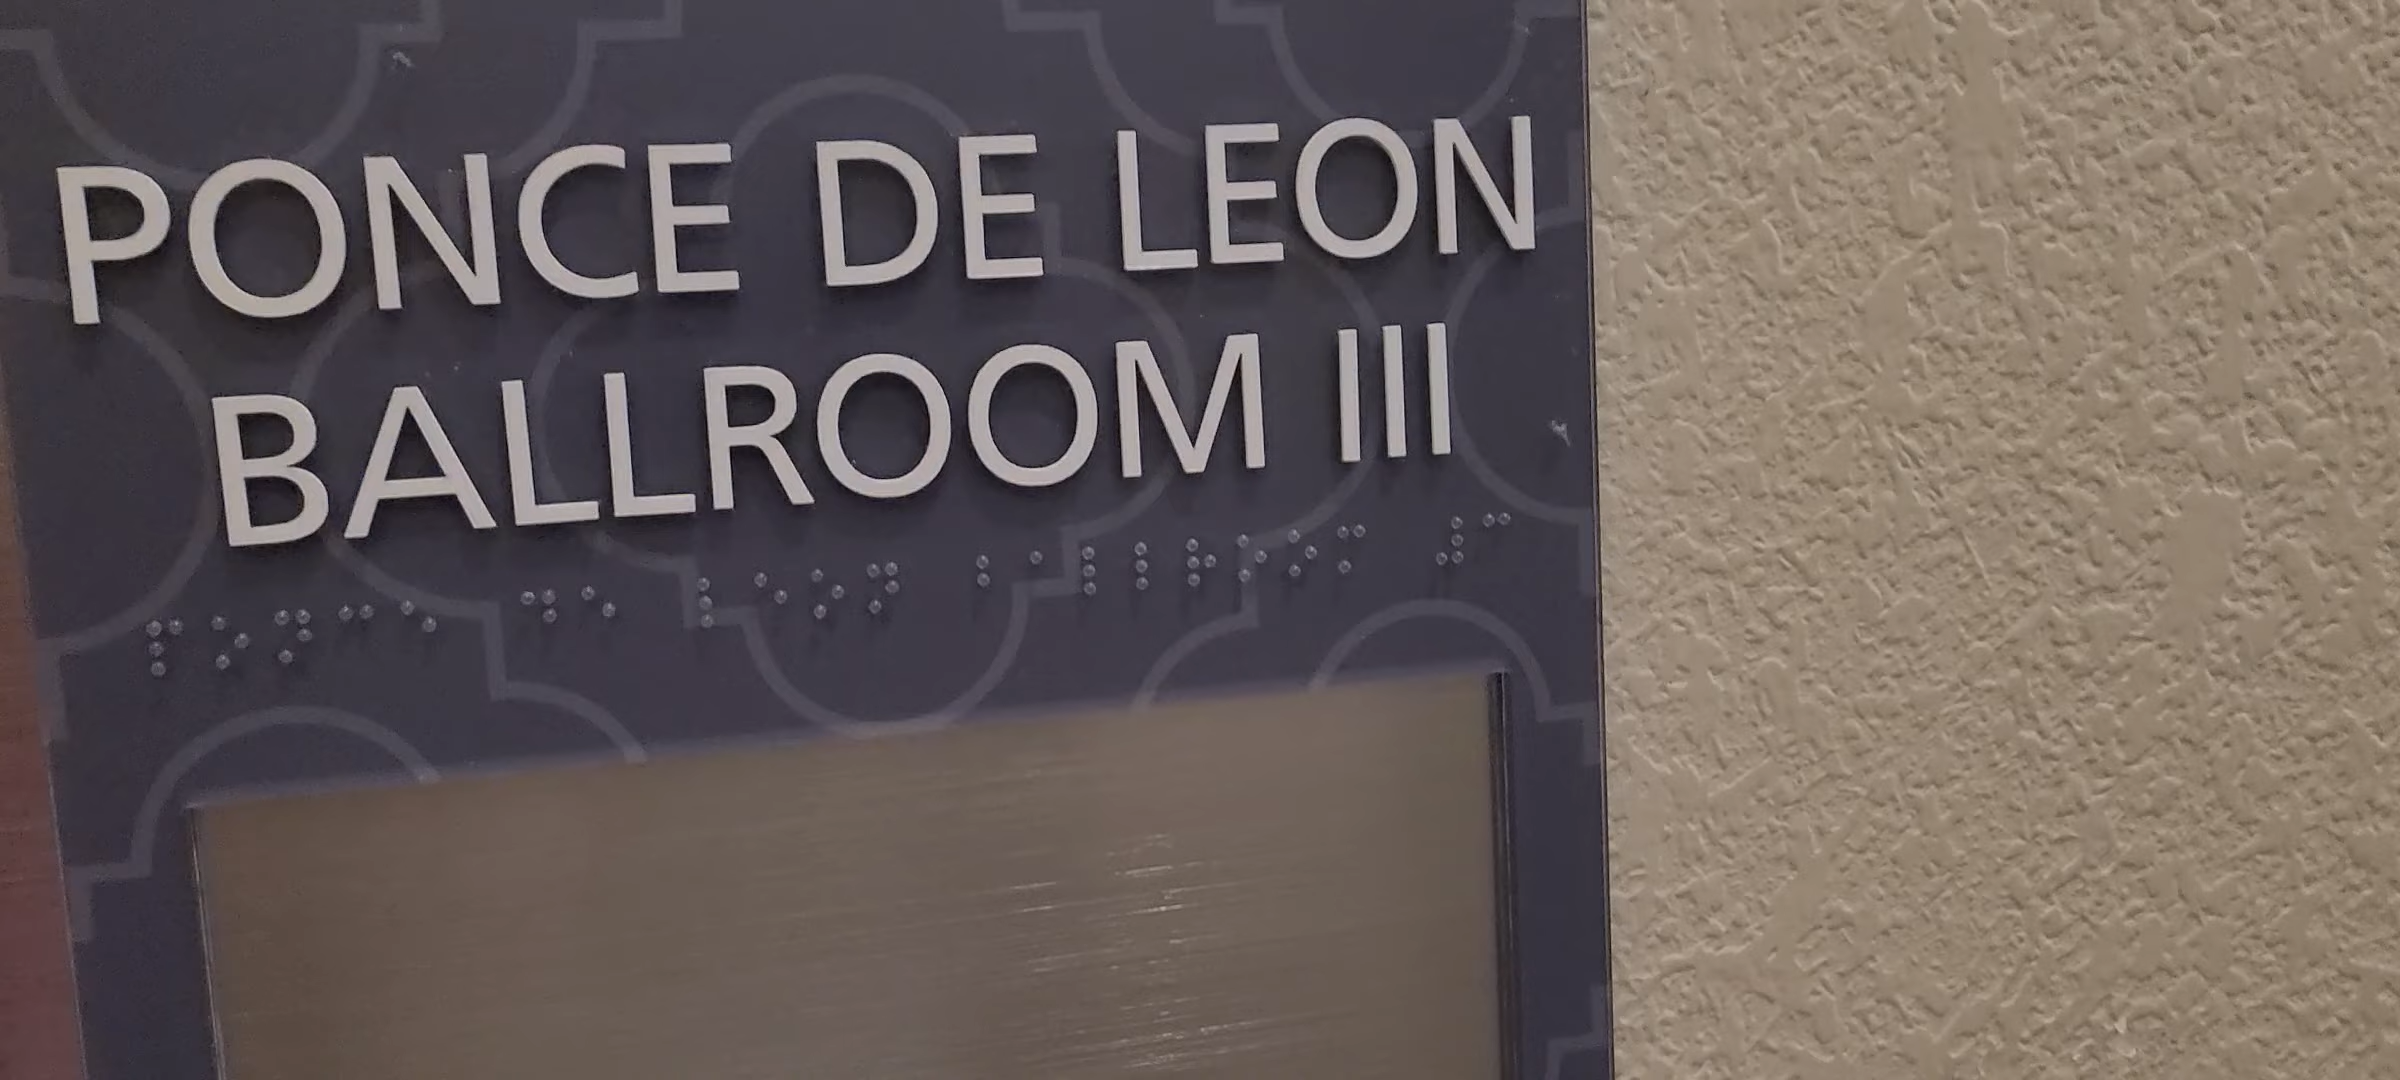 PONCE DE LEON
BALLROOM III
⠏⠕⠝⠉⠑ ⠙⠑ ⠇⠑⠕⠝ ⠃⠁⠇⠇⠗⠕⠕⠍ ⠼⠉